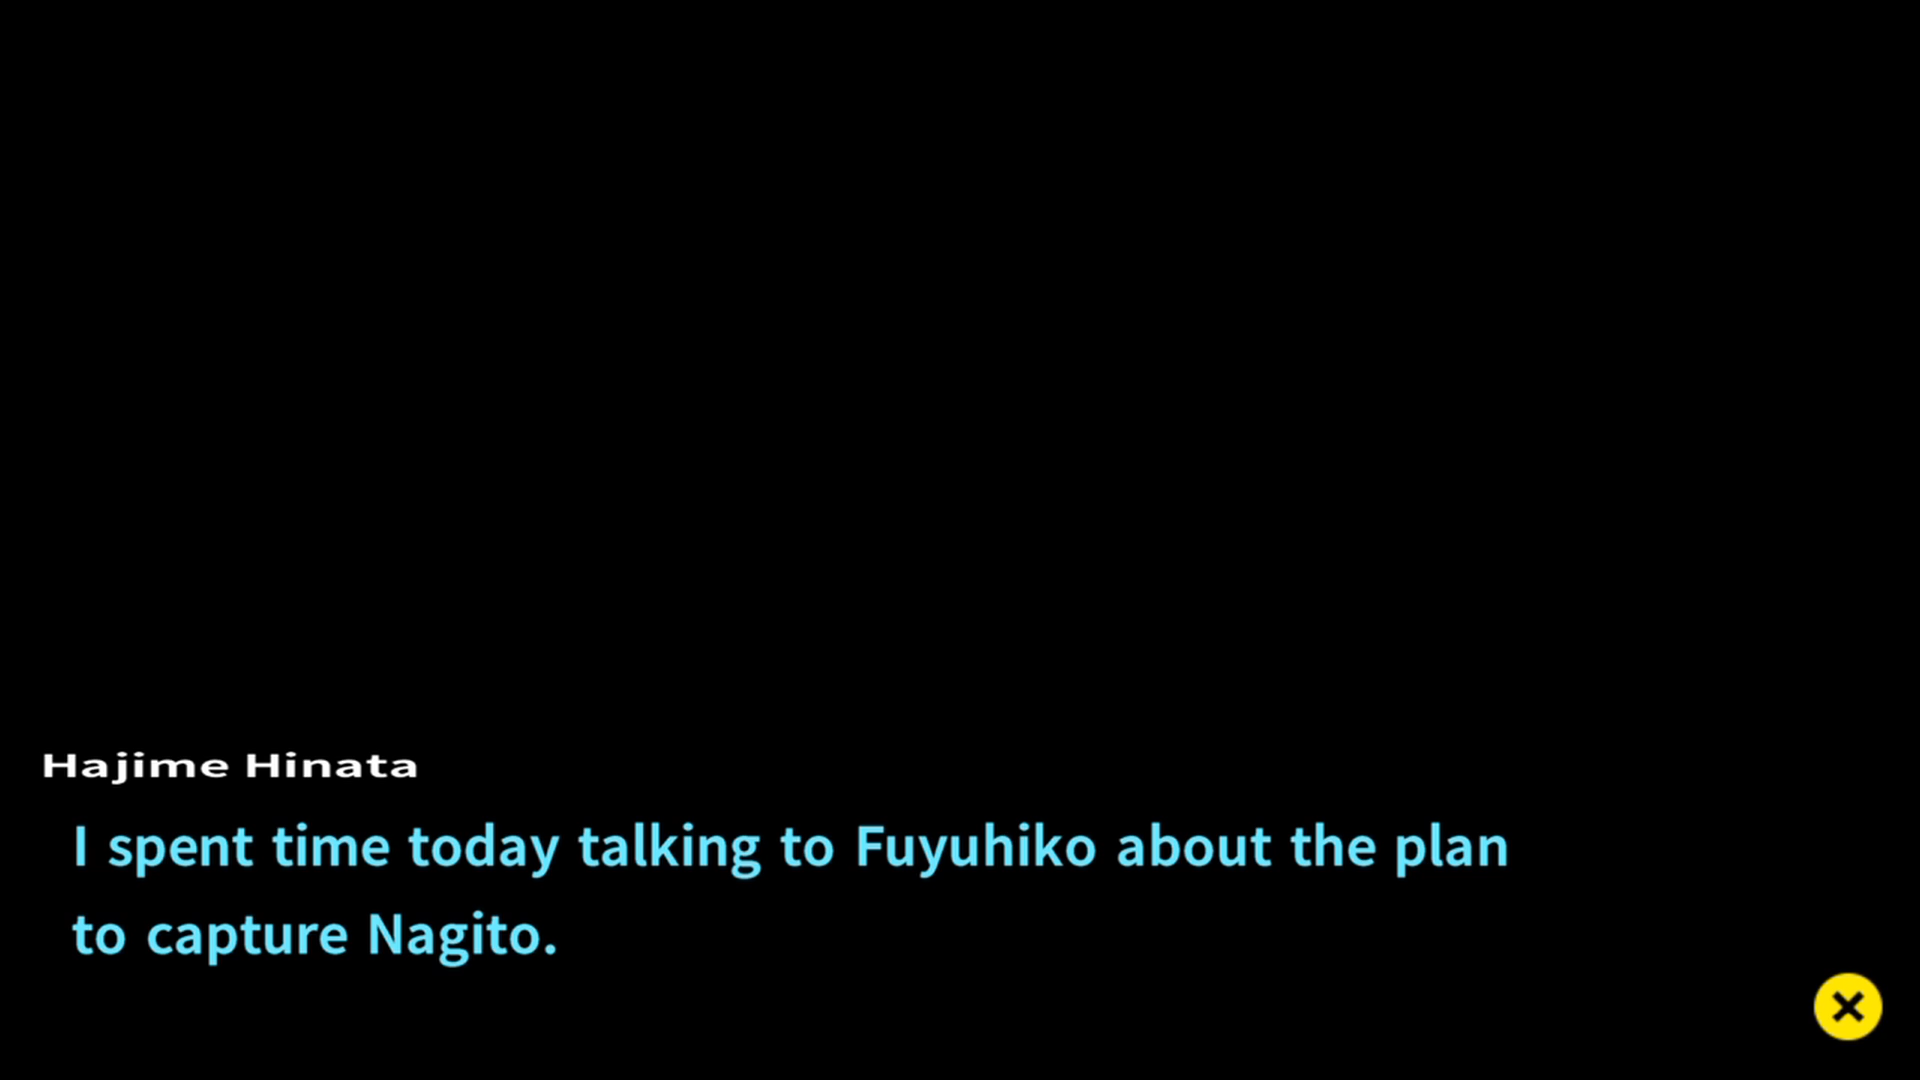 Hajime Hinata
I spent time today talking to Fuyuhiko about the plan
to capture Nagito.